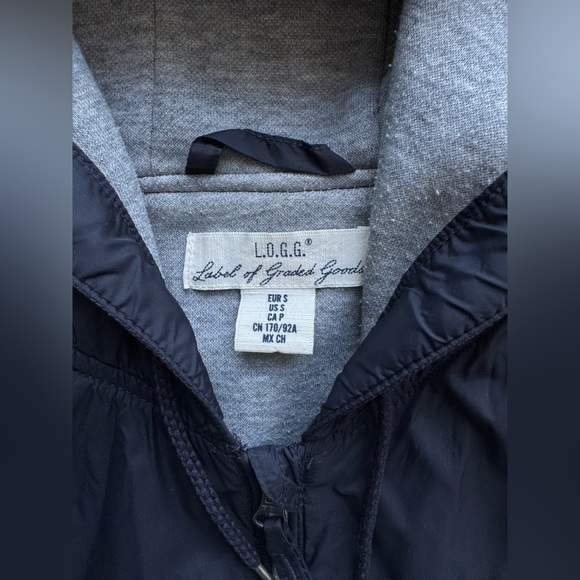 L.O.G.G.®
Label of Graded Goods
EUR S
US S
CA P
CN 170/92A
MX CH